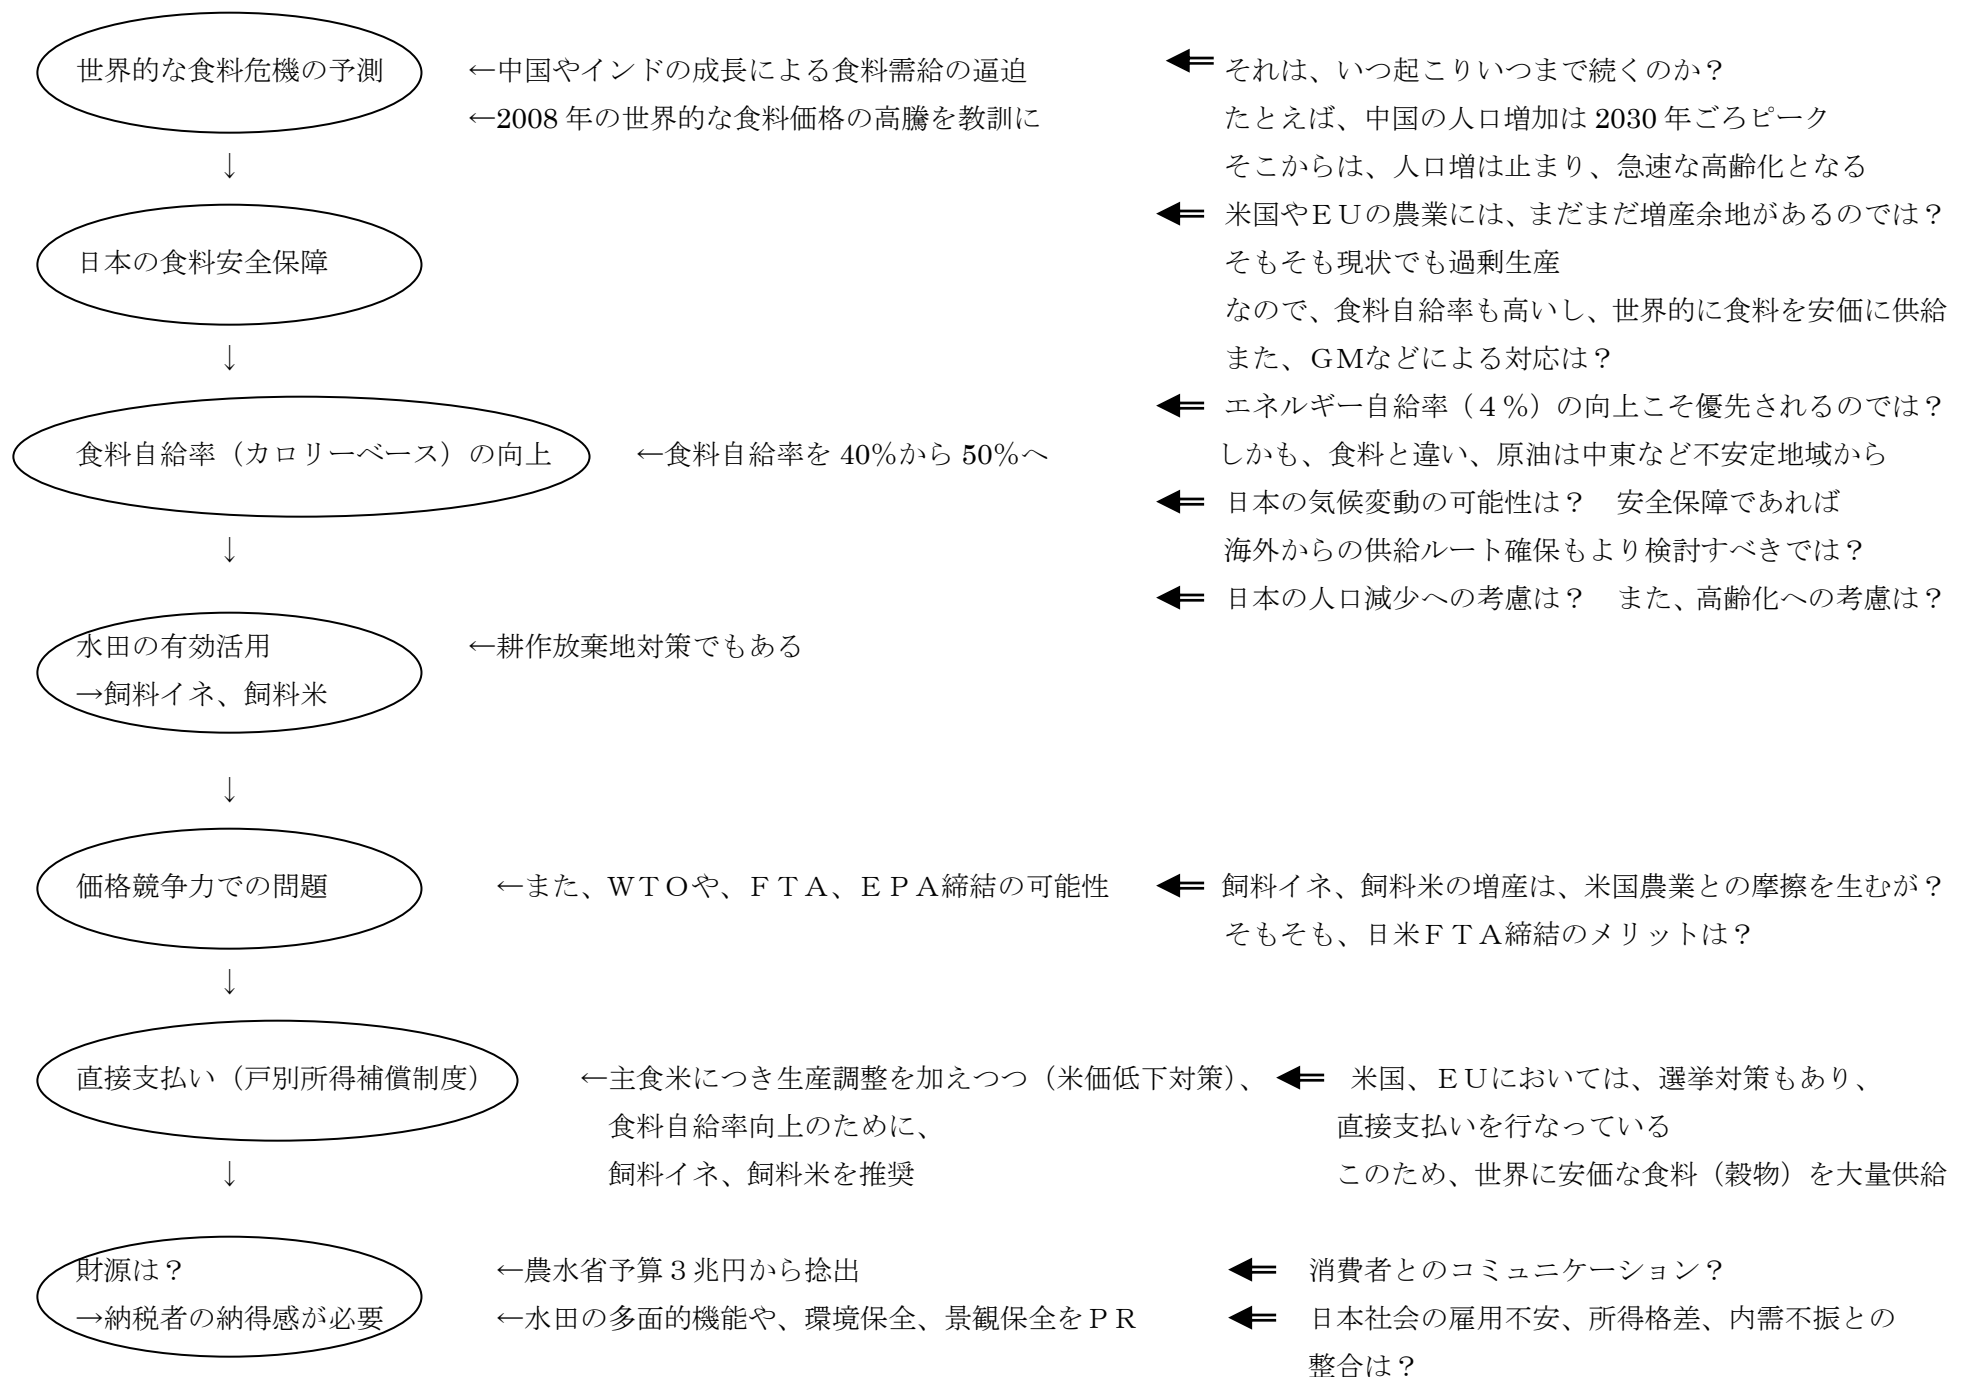 世界的な食料危機の予測
←中国やインドの成長による食料需給の逼迫
←2008 年の世界的な食料価格の高騰を教訓に
それは、いつ起こりいつまで続くのか？
たとえば、中国の人口増加は 2030 年ごろピーク
そこからは、人口増は止まり、急速な高齢化となる
↓
日本の食料安全保障
米国やＥＵの農業には、まだまだ増産余地があるのでは？
そもそも現状でも過剰生産
なので、食料自給率も高いし、世界的に食料を安価に供給
また、ＧＭなどによる対応は？
↓
食料自給率（カロリーベース）の向上
←食料自給率を 40％から 50％へ
エネルギー自給率（４％）の向上こそ優先されるのでは？
しかも、食料と違い、原油は中東など不安定地域から
日本の気候変動の可能性は？　安全保障であれば
海外からの供給ルート確保もより検討すべきでは？
日本の人口減少への考慮は？　また、高齢化への考慮は？
↓
水田の有効活用
→飼料イネ、飼料米
←耕作放棄地対策でもある
↓
価格競争力での問題
←また、ＷＴＯや、ＦＴＡ、ＥＰＡ締結の可能性
飼料イネ、飼料米の増産は、米国農業との摩擦を生むが？
そもそも、日米ＦＴＡ締結のメリットは？
↓
直接支払い（戸別所得補償制度）
←主食米につき生産調整を加えつつ（米価低下対策）、
食料自給率向上のために、
飼料イネ、飼料米を推奨
米国、ＥＵにおいては、選挙対策もあり、
直接支払いを行なっている
このため、世界に安価な食料（穀物）を大量供給
↓
財源は？
→納税者の納得感が必要
←農水省予算３兆円から捻出
←水田の多面的機能や、環境保全、景観保全をＰＲ
消費者とのコミュニケーション？
日本社会の雇用不安、所得格差、内需不振との
整合は？